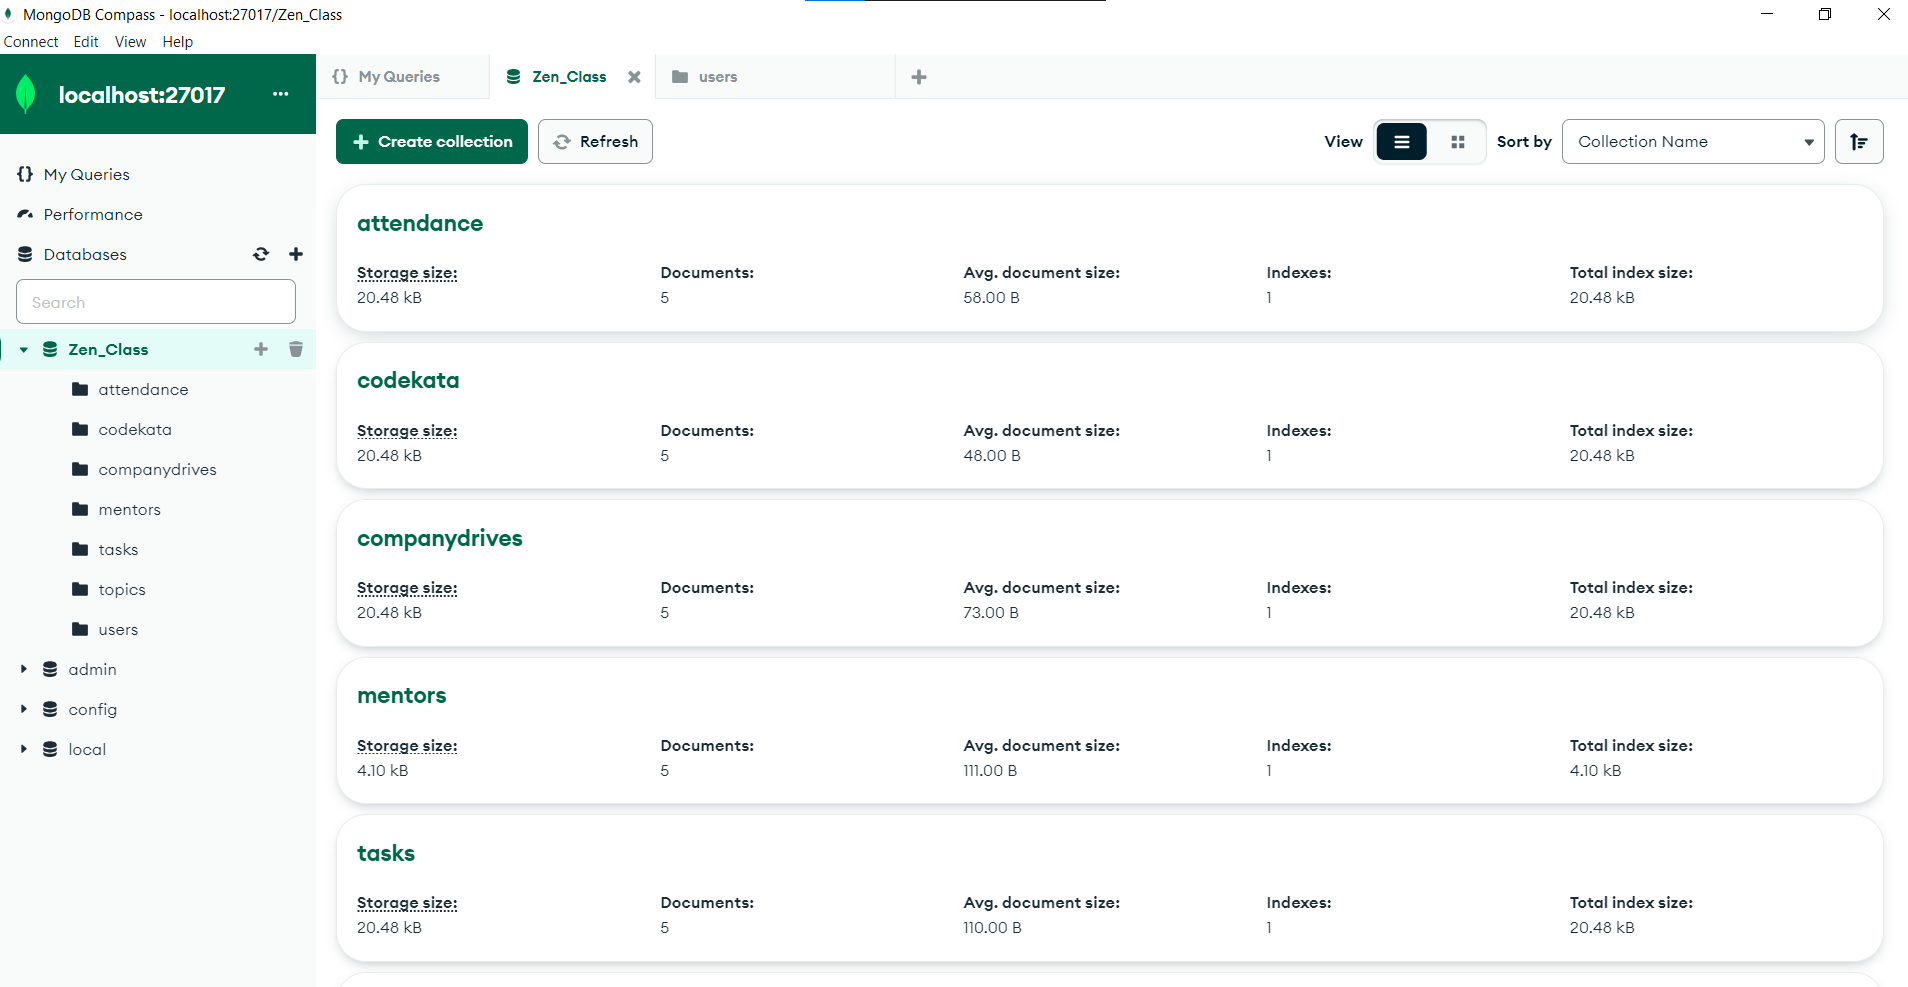 MongoDB Compass - localhost:27017/Zen_Class
Connect Edit View Help
localhost:27017 ...
My Queries
Performance
Databases
Search
Zen_Class
attendance
codekata
companydrives
mentors
tasks
topics
users
admin
config
local
{} My Queries Zen_Class users
Create collection Refresh View Sort by Collection Name
attendance
Storage size: Documents: Avg. document size: Indexes: Total index size:
20.48 kB 5 58.00 B 1 20.48 kB
codekata
Storage size: Documents: Avg. document size: Indexes: Total index size:
20.48 kB 5 48.00 B 1 20.48 kB
companydrives
Storage size: Documents: Avg. document size: Indexes: Total index size:
20.48 kB 5 73.00 B 1 20.48 kB
mentors
Storage size: Documents: Avg. document size: Indexes: Total index size:
4.10 kB 5 111.00 B 1 4.10 kB
tasks
Storage size: Documents: Avg. document size: Indexes: Total index size:
20.48 kB 5 110.00 B 1 20.48 kB